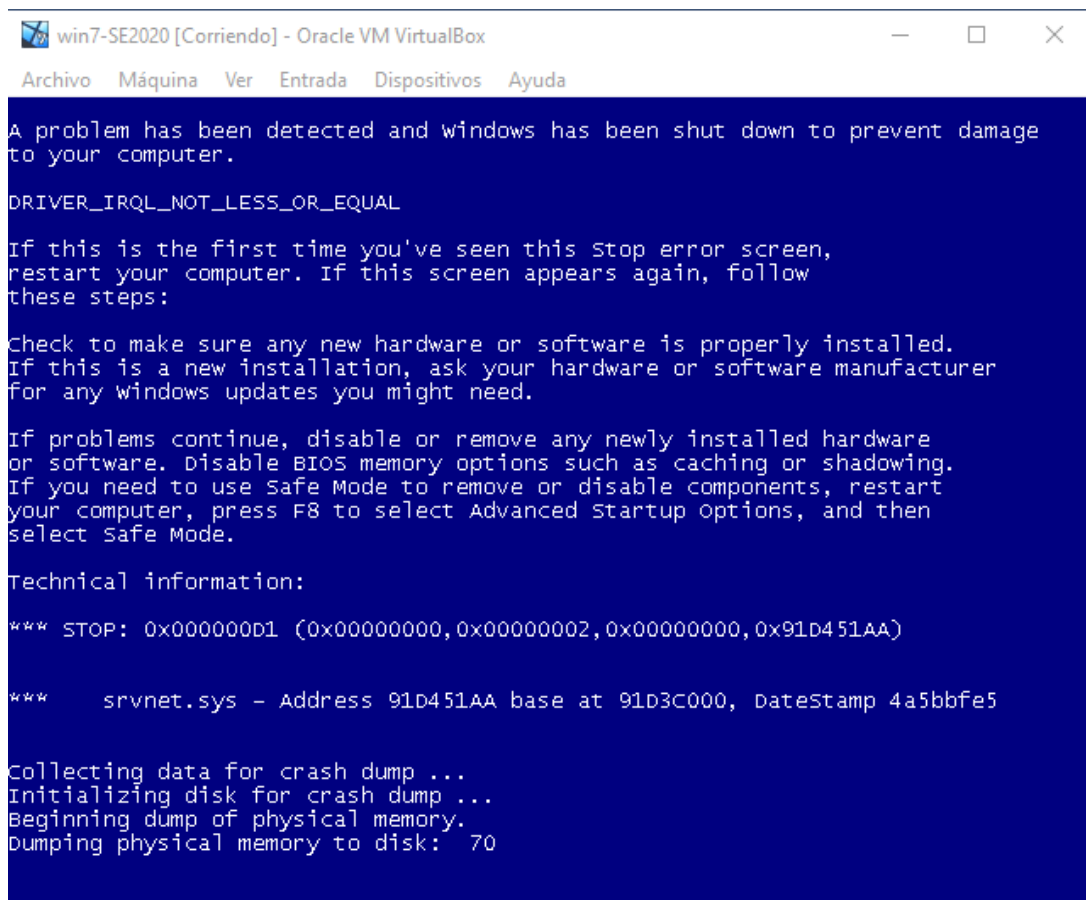 win7-SE2020 [Corriendo] - Oracle VM VirtualBox
Archivo Máquina Ver Entrada Dispositivos Ayuda
A problem has been detected and Windows has been shut down to prevent damage
to your computer.
DRIVER_IRQL_NOT_LESS_OR_EQUAL
If this is the first time you've seen this Stop error screen,
restart your computer. If this screen appears again, follow
these steps:
Check to make sure any new hardware or software is properly installed.
If this is a new installation, ask your hardware or software manufacturer
for any Windows updates you might need.
If problems continue, disable or remove any newly installed hardware
or software. Disable BIOS memory options such as caching or shadowing.
If you need to use Safe Mode to remove or disable components, restart
your computer, press F8 to select Advanced Startup Options, and then
select Safe Mode.
Technical information:
*** STOP: 0x000000D1 (0x00000000,0x00000002,0x00000000,0x91D451AA)
*** srvnet.sys - Address 91D451AA base at 91D3C000, DateStamp 4a5bbfe5
Collecting data for crash dump ...
Initializing disk for crash dump ...
Beginning dump of physical memory.
Dumping physical memory to disk: 70